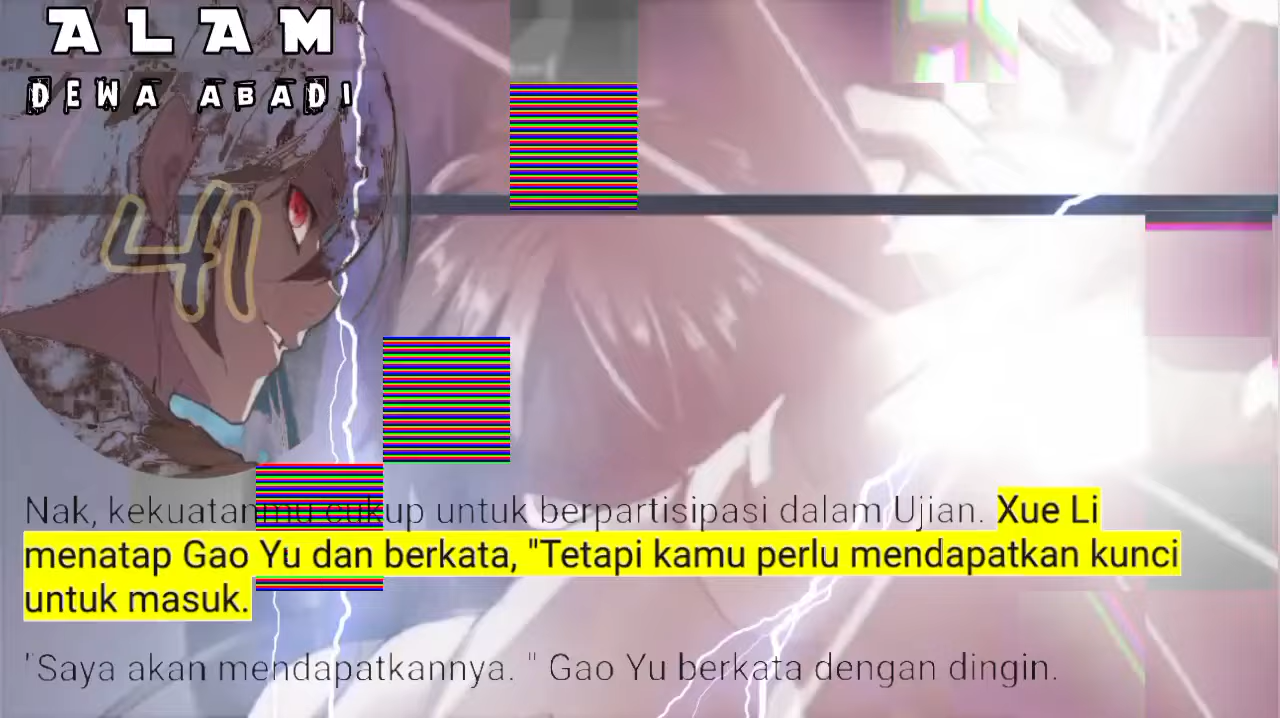 ALAM
DEWA ABADI
41
Nak, kekuatanmu cukup untuk berpartisipasi dalam Ujian. Xue Li
menatap Gao Yu dan berkata, "Tetapi kamu perlu mendapatkan kunci
untuk masuk.
"Saya akan mendapatkannya. " Gao Yu berkata dengan dingin.